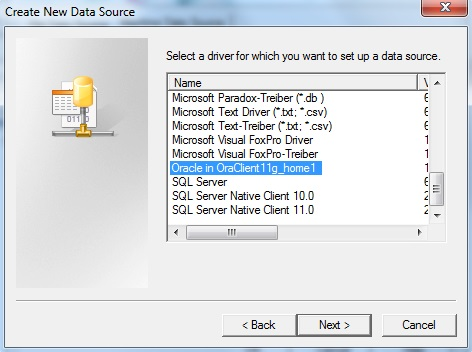 Create New Data Source
Select a driver for which you want to set up a data source.
Name V
Microsoft Paradox-Treiber (*.db ) 6
Microsoft Text Driver (*.txt; *.csv) 6
Microsoft Text-Treiber (*.txt; *.csv) 6
Microsoft Visual FoxPro Driver 1
Microsoft Visual FoxPro-Treiber 1
Oracle in OraClient11g_home1 1
SQL Server 6
SQL Server Native Client 10.0 2
SQL Server Native Client 11.0 2
< Back Next > Cancel